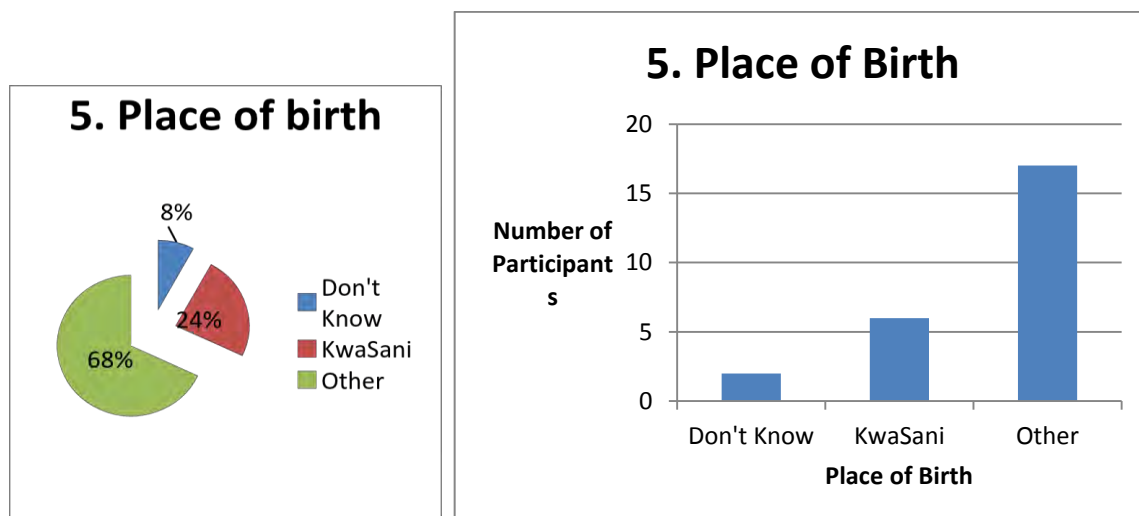 5. Place of birth
8%
24%
68%
Don't
Know
KwaSani
Other
5. Place of Birth
Number of
Participant
s
20
15
10
5
0
Don't Know KwaSani Other
Place of Birth